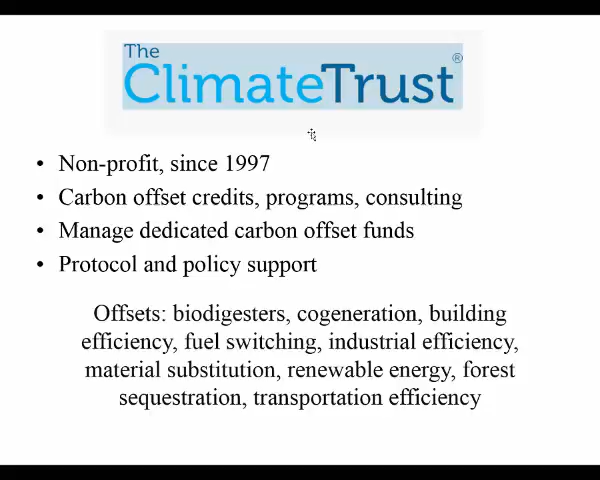 The
ClimateTrust®
• Non-profit, since 1997
• Carbon offset credits, programs, consulting
• Manage dedicated carbon offset funds
• Protocol and policy support
Offsets: biodigesters, cogeneration, building
efficiency, fuel switching, industrial efficiency,
material substitution, renewable energy, forest
sequestration, transportation efficiency